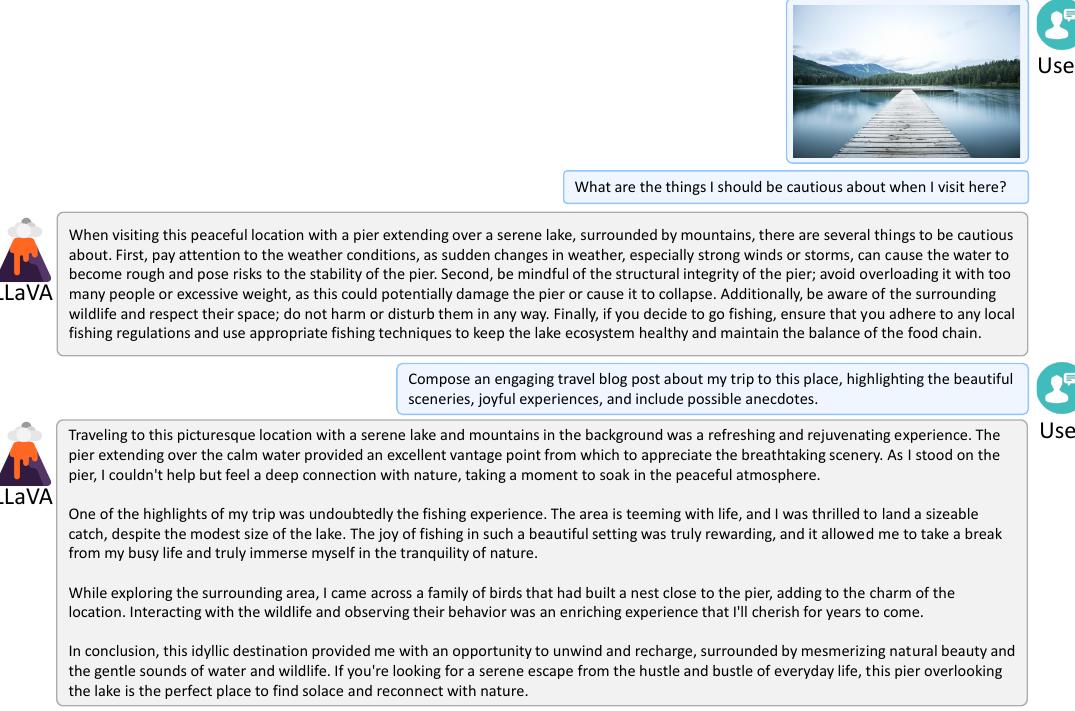 Use
What are the things I should be cautious about when I visit here?
When visiting this peaceful location with a pier extending over a serene lake, surrounded by mountains, there are several things to be cautious
about. First, pay attention to the weather conditions, as sudden changes in weather, especially strong winds or storms, can cause the water to
become rough and pose risks to the stability of the pier. Second, be mindful of the structural integrity of the pier; avoid overloading it with too
many people or excessive weight, as this could potentially damage the pier or cause it to collapse. Additionally, be aware of the surrounding
wildlife and respect their space; do not harm or disturb them in any way. Finally, if you decide to go fishing, ensure that you adhere to any local
fishing regulations and use appropriate fishing techniques to keep the lake ecosystem healthy and maintain the balance of the food chain.
LLaVA
Compose an engaging travel blog post about my trip to this place, highlighting the beautiful
sceneries, joyful experiences, and include possible anecdotes.
Use
Traveling to this picturesque location with a serene lake and mountains in the background was a refreshing and rejuvenating experience. The
pier extending over the calm water provided an excellent vantage point from which to appreciate the breathtaking scenery. As I stood on the
pier, I couldn't help but feel a deep connection with nature, taking a moment to soak in the peaceful atmosphere.
LLaVA
One of the highlights of my trip was undoubtedly the fishing experience. The area is teeming with life, and I was thrilled to land a sizeable
catch, despite the modest size of the lake. The joy of fishing in such a beautiful setting was truly rewarding, and it allowed me to take a break
from my busy life and truly immerse myself in the tranquility of nature.
While exploring the surrounding area, I came across a family of birds that had built a nest close to the pier, adding to the charm of the
location. Interacting with the wildlife and observing their behavior was an enriching experience that I'll cherish for years to come.
In conclusion, this idyllic destination provided me with an opportunity to unwind and recharge, surrounded by mesmerizing natural beauty and
the gentle sounds of water and wildlife. If you're looking for a serene escape from the hustle and bustle of everyday life, this pier overlooking
the lake is the perfect place to find solace and reconnect with nature.